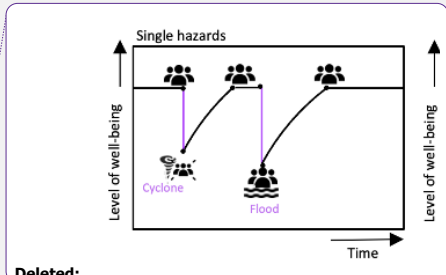 Single hazards
Level of well-being
Cyclone
Flood
Level of well-being
Time
Deleted: